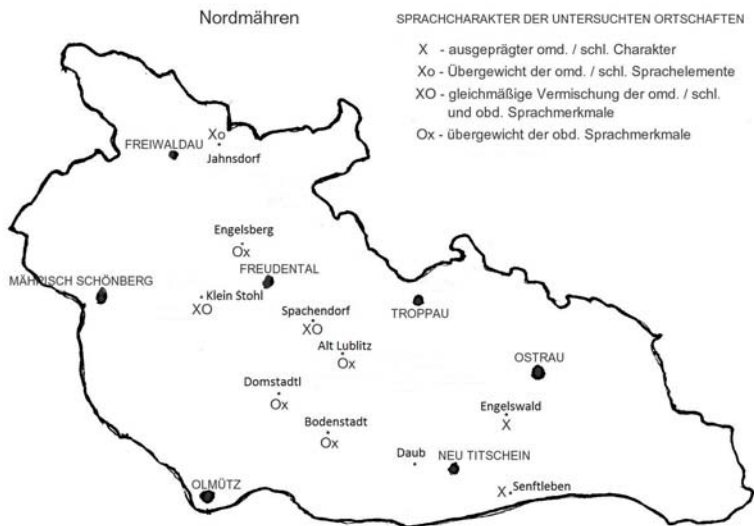 Nordmähren
SPRACHCHARAKTER DER UNTERSUCHTEN ORTSCHAFTEN
X - ausgeprägter omd. / schl. Charakter
Xo - Übergewicht der omd. / schl. Sprachelemente
XO - gleichmäßige Vermischung der omd. / schl.
und obd. Sprachmerkmale
Ox - übergewicht der obd. Sprachmerkmale
Xo
FREIWALDAU
Jahnsdorf
Engelsberg
Ox
FREUDENTAL
MÄHRISCH SCHÖNBERG
Klein Stohl
XO
Spachendorf
XO
TROPPAU
Alt Lublitz
Ox
OSTRAU
Domstadtl
Ox
Engelswald
X
Bodenstadt
Ox
Daub
NEU TITSCHEIN
OLMÜTZ
X Senftleben